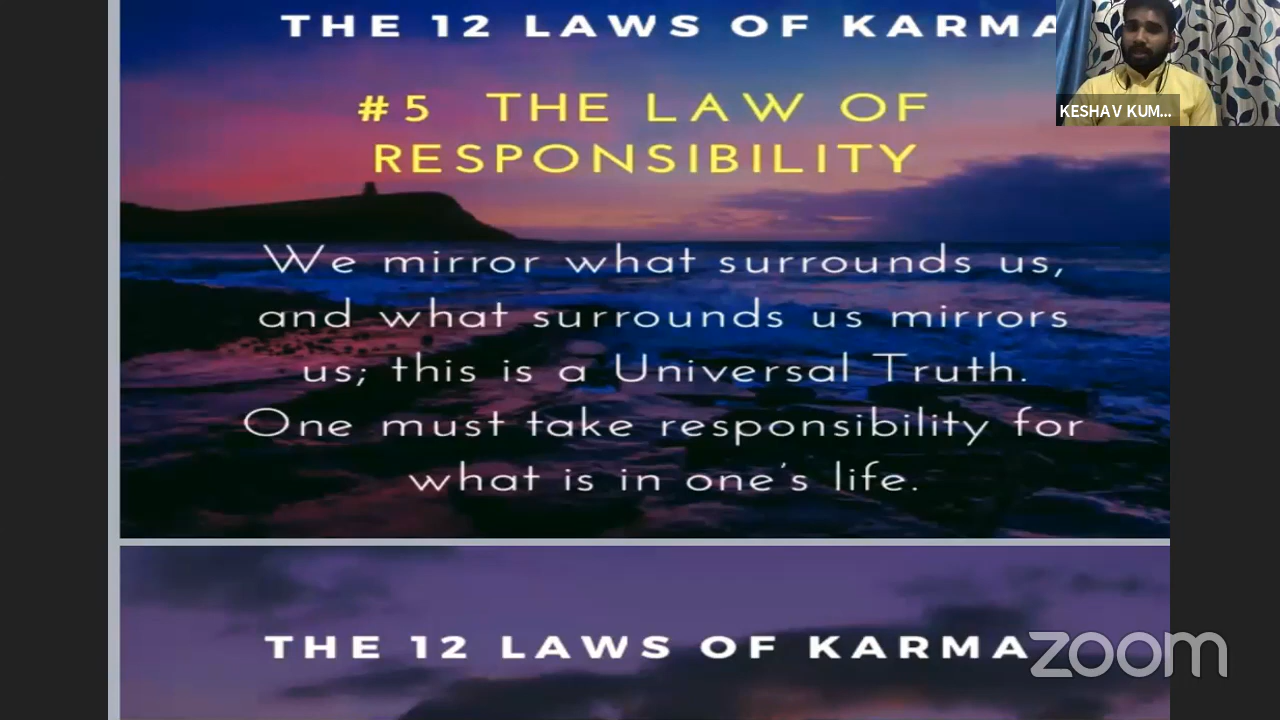 THE 12 LAWS OF KARMA
KESHAV KUM...
#5 THE LAW OF
RESPONSIBILITY
We mirror what surrounds us,
and what surrounds us mirrors
us; this is a Universal Truth.
One must take responsibility for
what is in one's life.
THE 12 LAWS OF KARMA
zoom